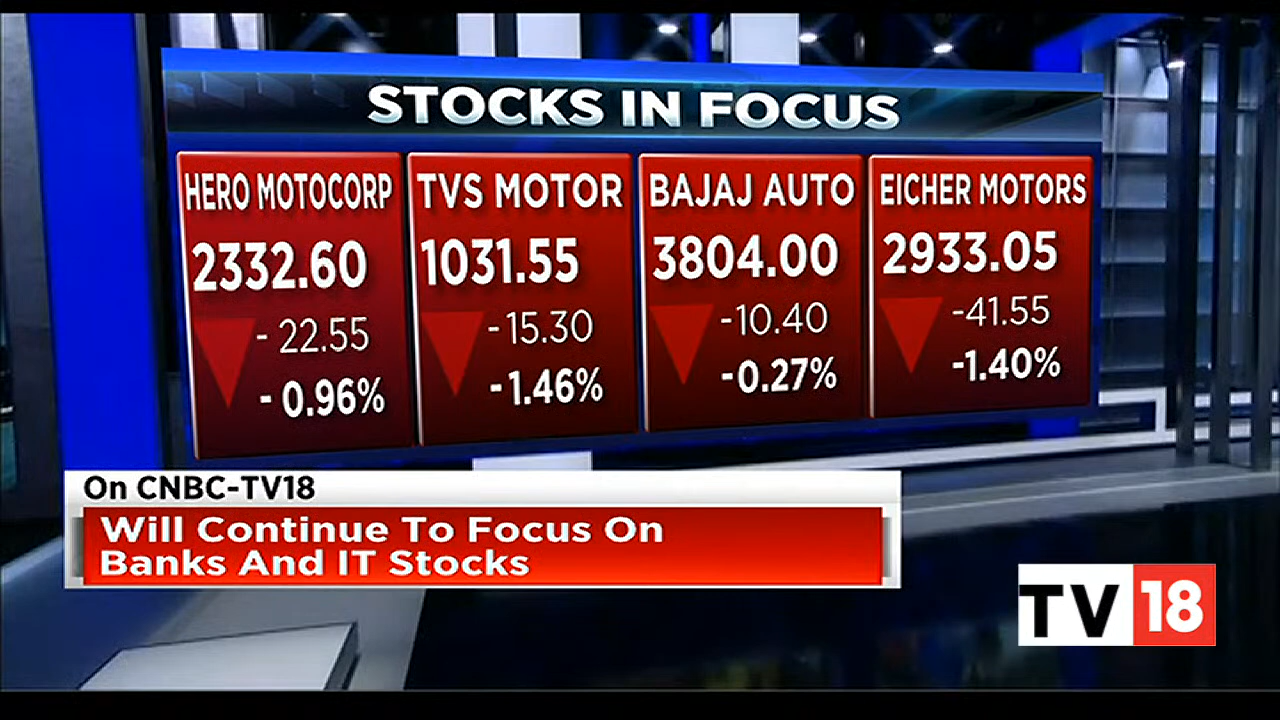 STOCKS IN FOCUS
HERO MOTOCORP
2332.60
- 22.55
- 0.96%
TVS MOTOR
1031.55
-15.30
-1.46%
BAJAJ AUTO
3804.00
-10.40
-0.27%
EICHER MOTORS
2933.05
-41.55
-1.40%
On CNBC-TV18
Will Continue To Focus On
Banks And IT Stocks
TV18